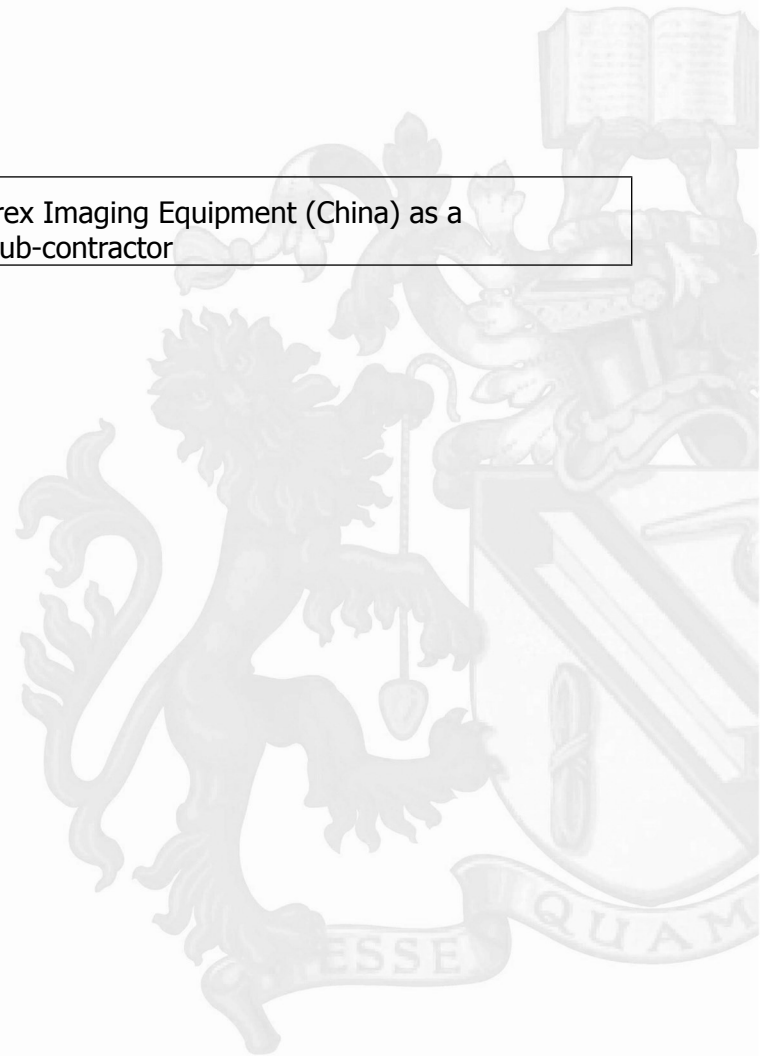 rex Imaging Equipment (China) as a
ub-contractor
ESSE
QUAM